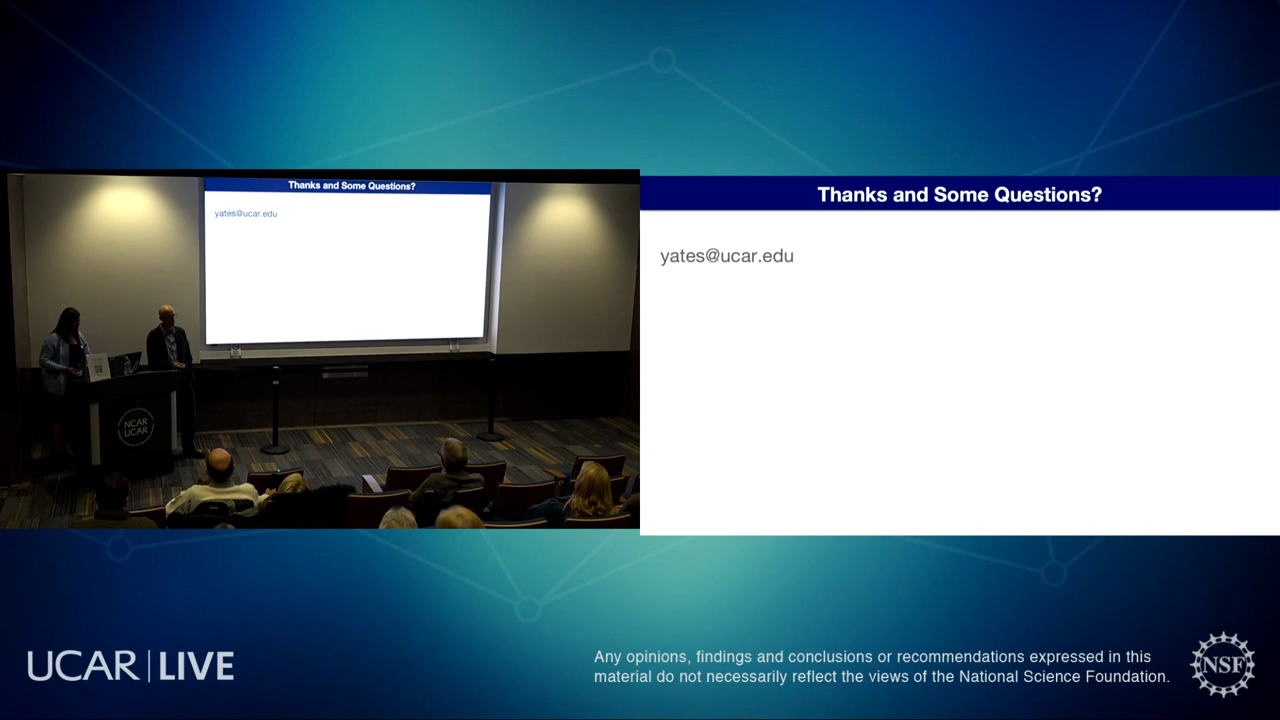 Thanks and Some Questions?
yates@ucar.edu
NCAR
UCAR
Thanks and Some Questions?
yates@ucar.edu
UCAR | LIVE
Any opinions, findings and conclusions or recommendations expressed in this
material do not necessarily reflect the views of the National Science Foundation.
NSF